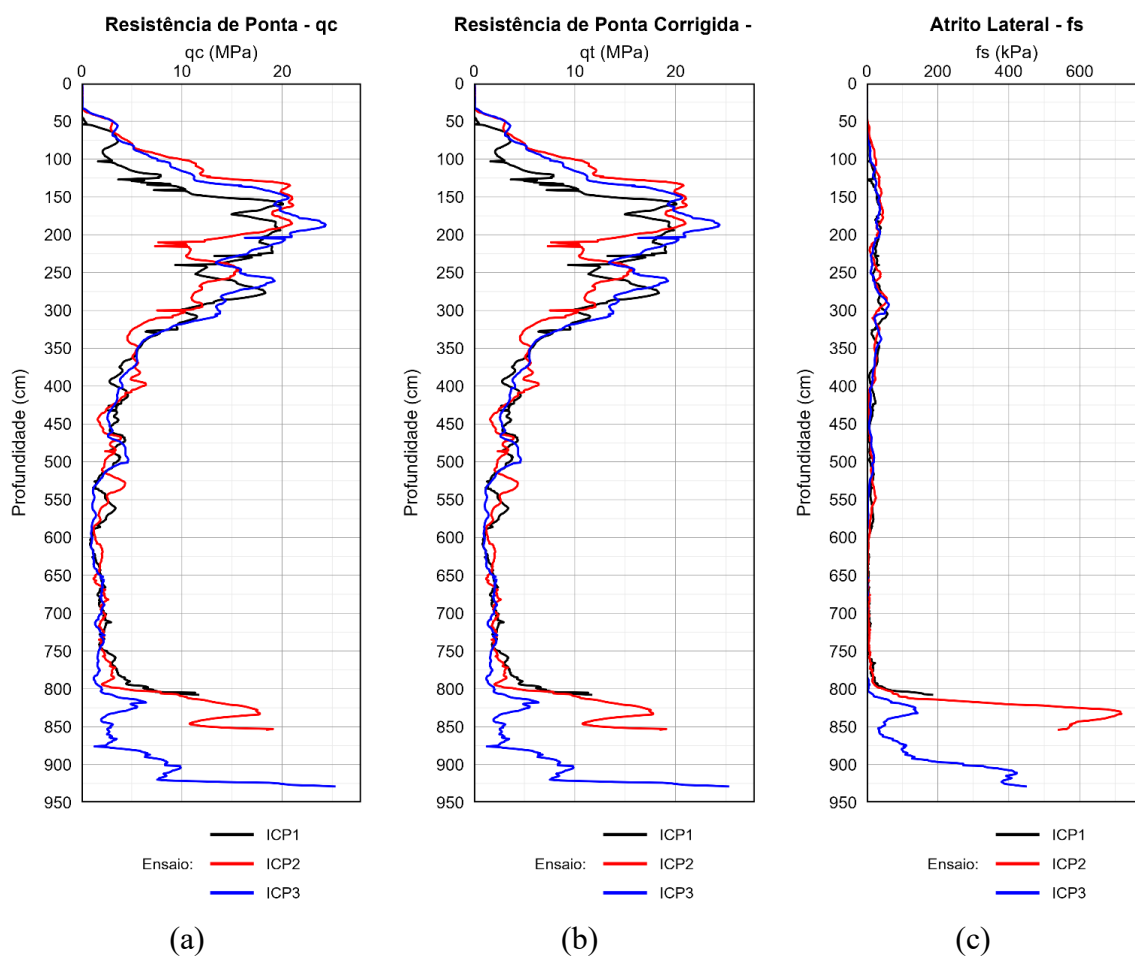 Resistência de Ponta - qc
qc (MPa)
0 10 20
0
50
100
150
200
250
300
350
400
450
500
550
600
650
700
750
800
850
900
950
Profundidade (cm)
Ensaio:
ICP1
ICP2
ICP3
(a)
Resistência de Ponta Corrigida -
qt (MPa)
0 10 20
0
50
100
150
200
250
300
350
400
450
500
550
600
650
700
750
800
850
900
950
Profundidade (cm)
Ensaio:
ICP1
ICP2
ICP3
(b)
Atrito Lateral - fs
fs (kPa)
0 200 400 600
0
50
100
150
200
250
300
350
400
450
500
550
600
650
700
750
800
850
900
950
Profundidade (cm)
Ensaio:
ICP1
ICP2
ICP3
(c)